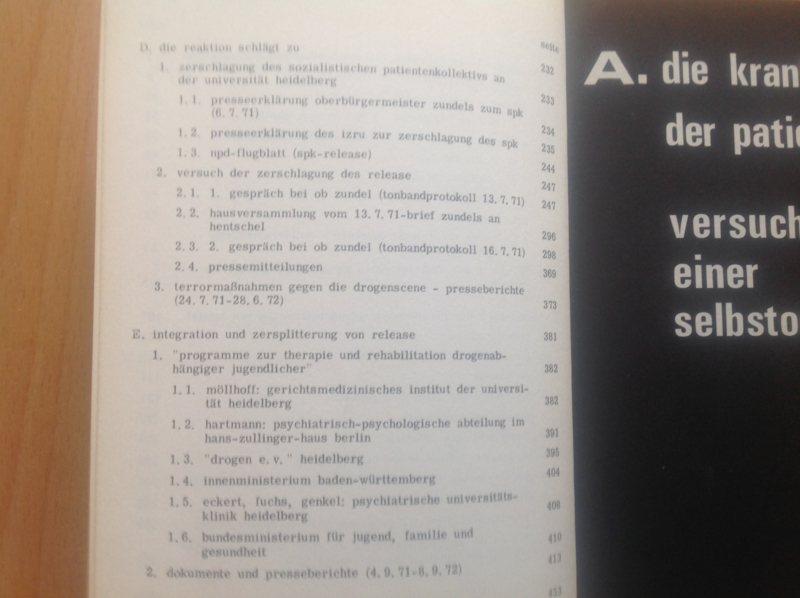 seite
D. die reaktion schlägt zu
1. zerschlagung des sozialistischen patientenkollektivs an 232
der universität heidelberg
1.1. presseerklärung oberbürgermeister zundels zum spk 233
(6.7.71)
1.2. presseerklärung des izru zur zerschlagung des spk 234
1.3. npd-flugblatt (spk-release) 235
2. versuch der zerschlagung des release 244
2.1. 1. gespräch bei ob zundel (tonbandprotokoll 13.7.71) 247
2.2. hausversammlung vom 13.7.71-brief zundels an 247
hentschel
296
2.3. 2. gespräch bei ob zundel (tonbandprotokoll 16.7.71) 298
2.4. pressemitteilungen 369
3. terrormaßnahmen gegen die drogenscene - presseberichte
(24.7.71-28.6.72) 373
E. integration und zersplitterung von release 381
1. "programme zur therapie und rehabilitation drogenab-
hängiger jugendlicher" 382
1.1. möllhoff: gerichtsmedizinisches institut der universi-
tät heidelberg 382
1.2. hartmann: psychiatrisch-psychologische abteilung im
hans-zullinger-haus berlin 391
1.3. "drogen e.v." heidelberg 395
1.4. innenministerium baden-württemberg 404
1.5. eckert, fuchs, genkel: psychiatrische universitäts-
klinik heidelberg 408
1.6. bundesministerium für jugend, familie und 410
gesundheit
413
2. dokumente und presseberichte (4.9.71-8.9.72)
453
A. die kran
der patie
versuch
einer
selbsto